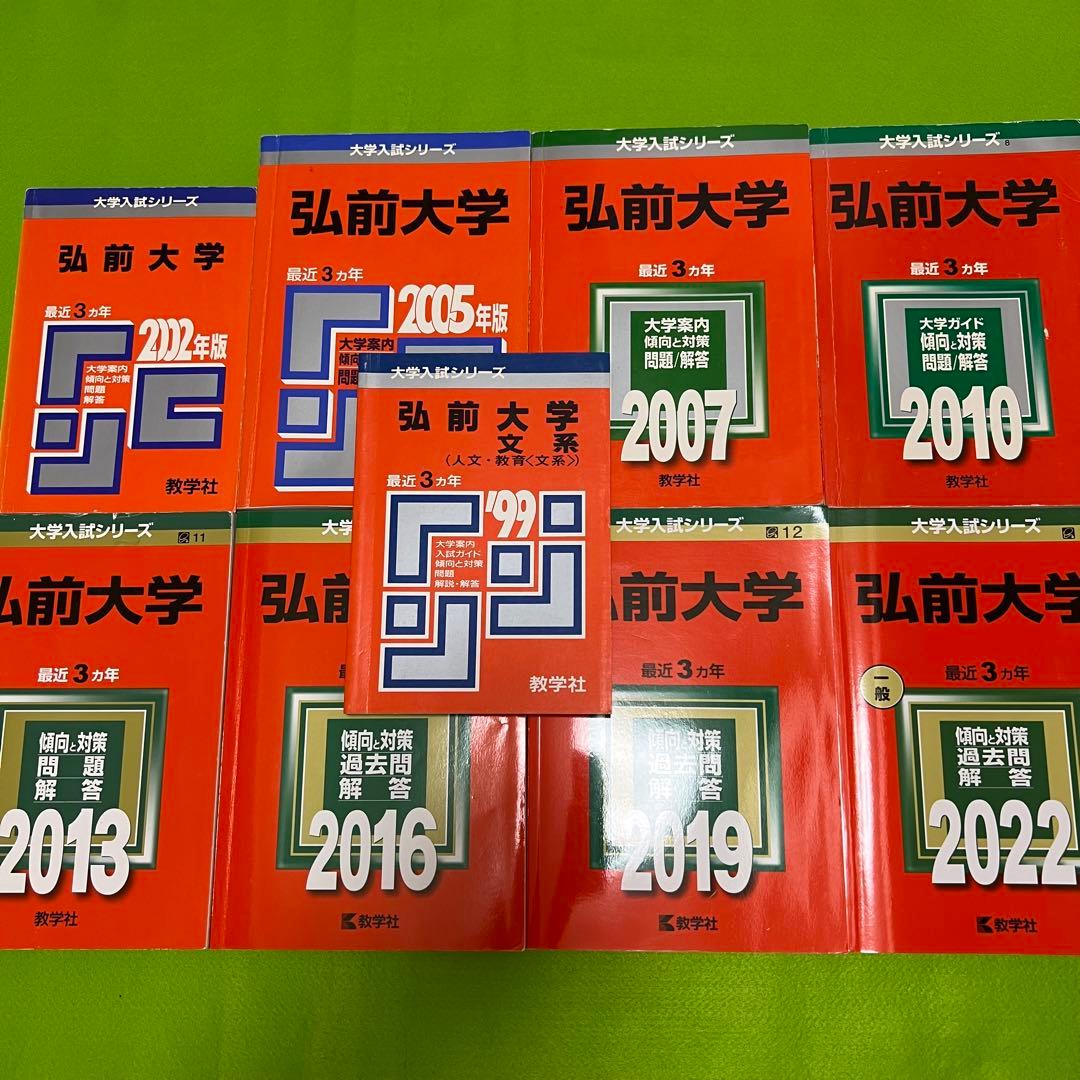 大学入試シリーズ
弘前大学
最近3ヵ年
2002年版
大学案内
傾向と対策
問題
解答
教学社
大学入試シリーズ
弘前大学
最近3ヵ年
2005年版
大学案内
大学入試シリーズ
弘前大学
最近3ヵ年
大学案内
傾向と対策
問題/解答
2007
教学社
大学入試シリーズ
8
弘前大学
最近3ヵ年
大学ガイド
傾向と対策
問題/解答
2010
教学社
大学入試シリーズ
弘前大学
文系
(人文・教育〈文系〉)
最近3ヵ年
'99
大学案内
入試ガイド
傾向と対策
問題
解説・解答
教学社
大学入試シリーズ
11
弘前大学
最近3ヵ年
傾向と対策
問題
解答
2013
教学社
弘
傾向と対策
過去問
解答
2016
教学社
大学入試シリーズ
12
弘前大学
最近3ヵ年
傾向と対策
過去問
解答
2019
教学社
大学入試シリーズ
弘前大学
一般
最近3ヵ年
傾向と対策
過去問
解答
2022
教学社